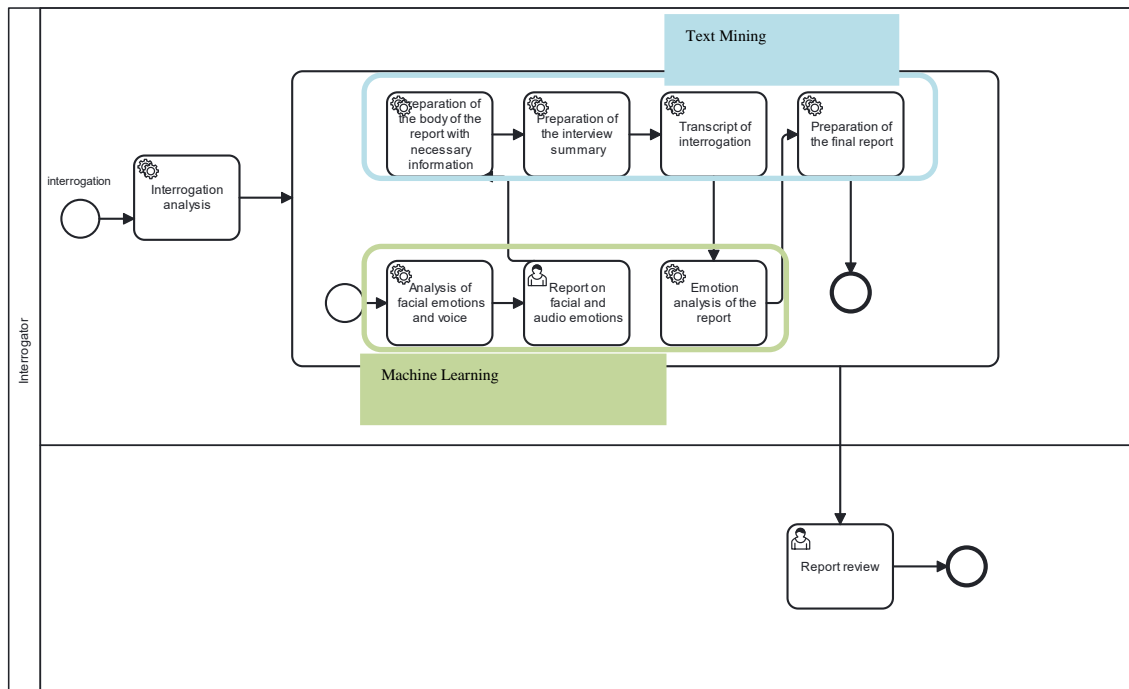 Text Mining
reparation of
the body of the
report with
necessary
information
Preparation of
the interview
summary
Transcript of
interrogation
Preparation of
the final report
interrogation
Interrogation
analysis
Analysis of
facial emotions
and voice
Report on
facial and
audio emotions
Emotion
analysis of the
report
Machine Learning
Interrogator
Report review